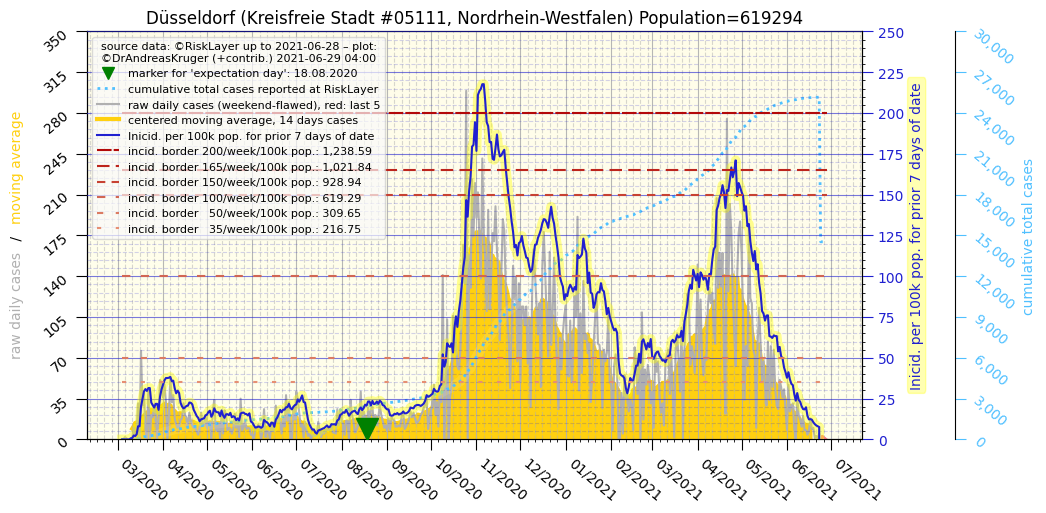 Düsseldorf (Kreisfreie Stadt #05111, Nordrhein-Westfalen) Population=619294
source data: ©RiskLayer up to 2021-06-28 – plot:
©DrAndreasKruger (+contrib.) 2021-06-29 04:00
marker for 'expectation day': 18.08.2020
cumulative total cases reported at RiskLayer
raw daily cases (weekend-flawed), red: last 5
centered moving average, 14 days cases
Inicid. per 100k pop. for prior 7 days of date
incid. border 200/week/100k pop.: 1,238.59
incid. border 165/week/100k pop.: 1,021.84
incid. border 150/week/100k pop.: 928.94
incid. border 100/week/100k pop.: 619.29
incid. border   50/week/100k pop.: 309.65
incid. border   35/week/100k pop.: 216.75
raw daily cases   /   moving average
350
315
280
245
210
175
140
105
70
35
0
03/2020
04/2020
05/2020
06/2020
07/2020
08/2020
09/2020
10/2020
11/2020
12/2020
01/2021
02/2021
03/2021
04/2021
05/2021
06/2021
07/2021
250
225
200
175
150
125
100
75
50
25
0
Inicid. per 100k pop. for prior 7 days of date
30,000
27,000
24,000
21,000
18,000
15,000
12,000
9,000
6,000
3,000
0
cumulative total cases